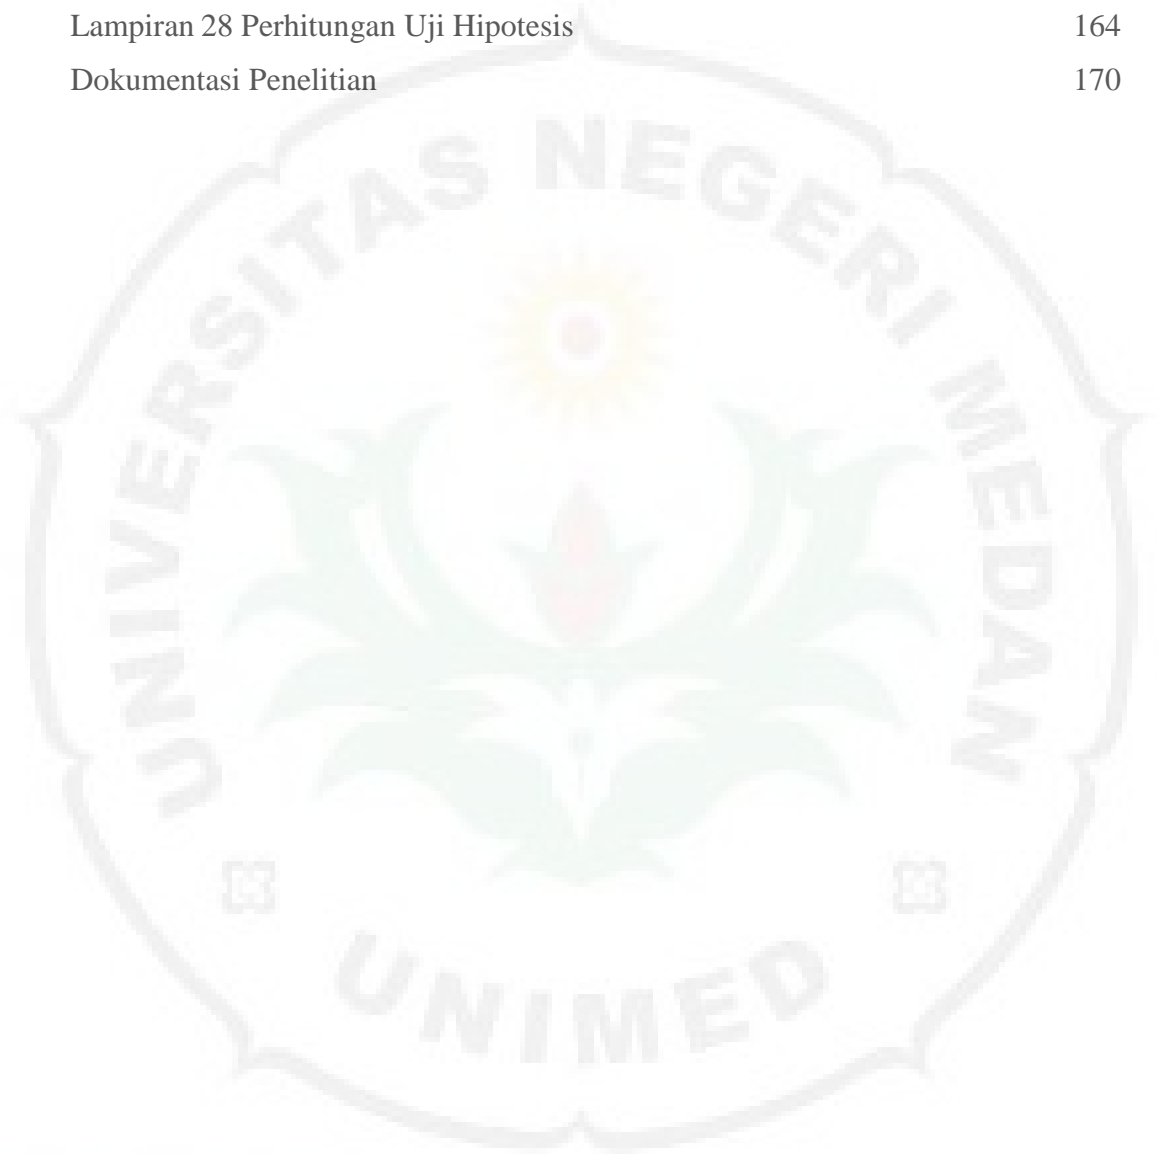 Lampiran 28 Perhitungan Uji Hipotesis 164
Dokumentasi Penelitian 170
UNIVERSITAS NEGERI MEDAN
UNIMED